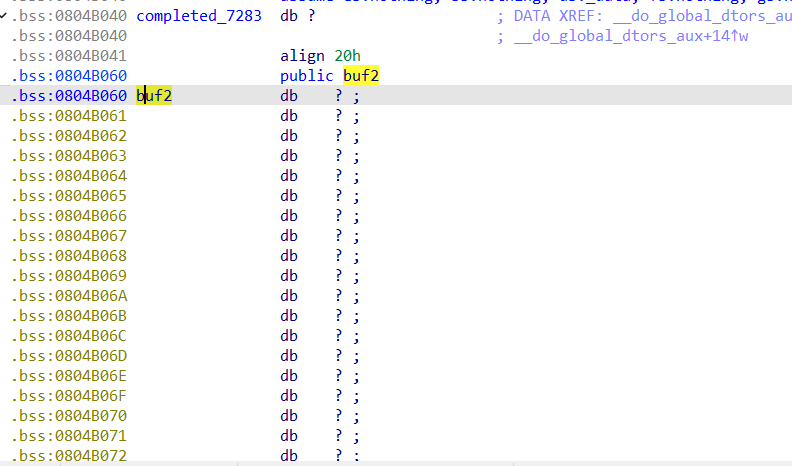 .bss:0804B040 completed_7283 db ? ; DATA XREF: __do_global_dtors_au
.bss:0804B040 ; __do_global_dtors_aux+14↑w
.bss:0804B041 align 20h
.bss:0804B060 public buf2
.bss:0804B060 buf2 db ? ;
.bss:0804B061 db ? ;
.bss:0804B062 db ? ;
.bss:0804B063 db ? ;
.bss:0804B064 db ? ;
.bss:0804B065 db ? ;
.bss:0804B066 db ? ;
.bss:0804B067 db ? ;
.bss:0804B068 db ? ;
.bss:0804B069 db ? ;
.bss:0804B06A db ? ;
.bss:0804B06B db ? ;
.bss:0804B06C db ? ;
.bss:0804B06D db ? ;
.bss:0804B06E db ? ;
.bss:0804B06F db ? ;
.bss:0804B070 db ? ;
.bss:0804B071 db ? ;
.bss:0804B072 db ? ;